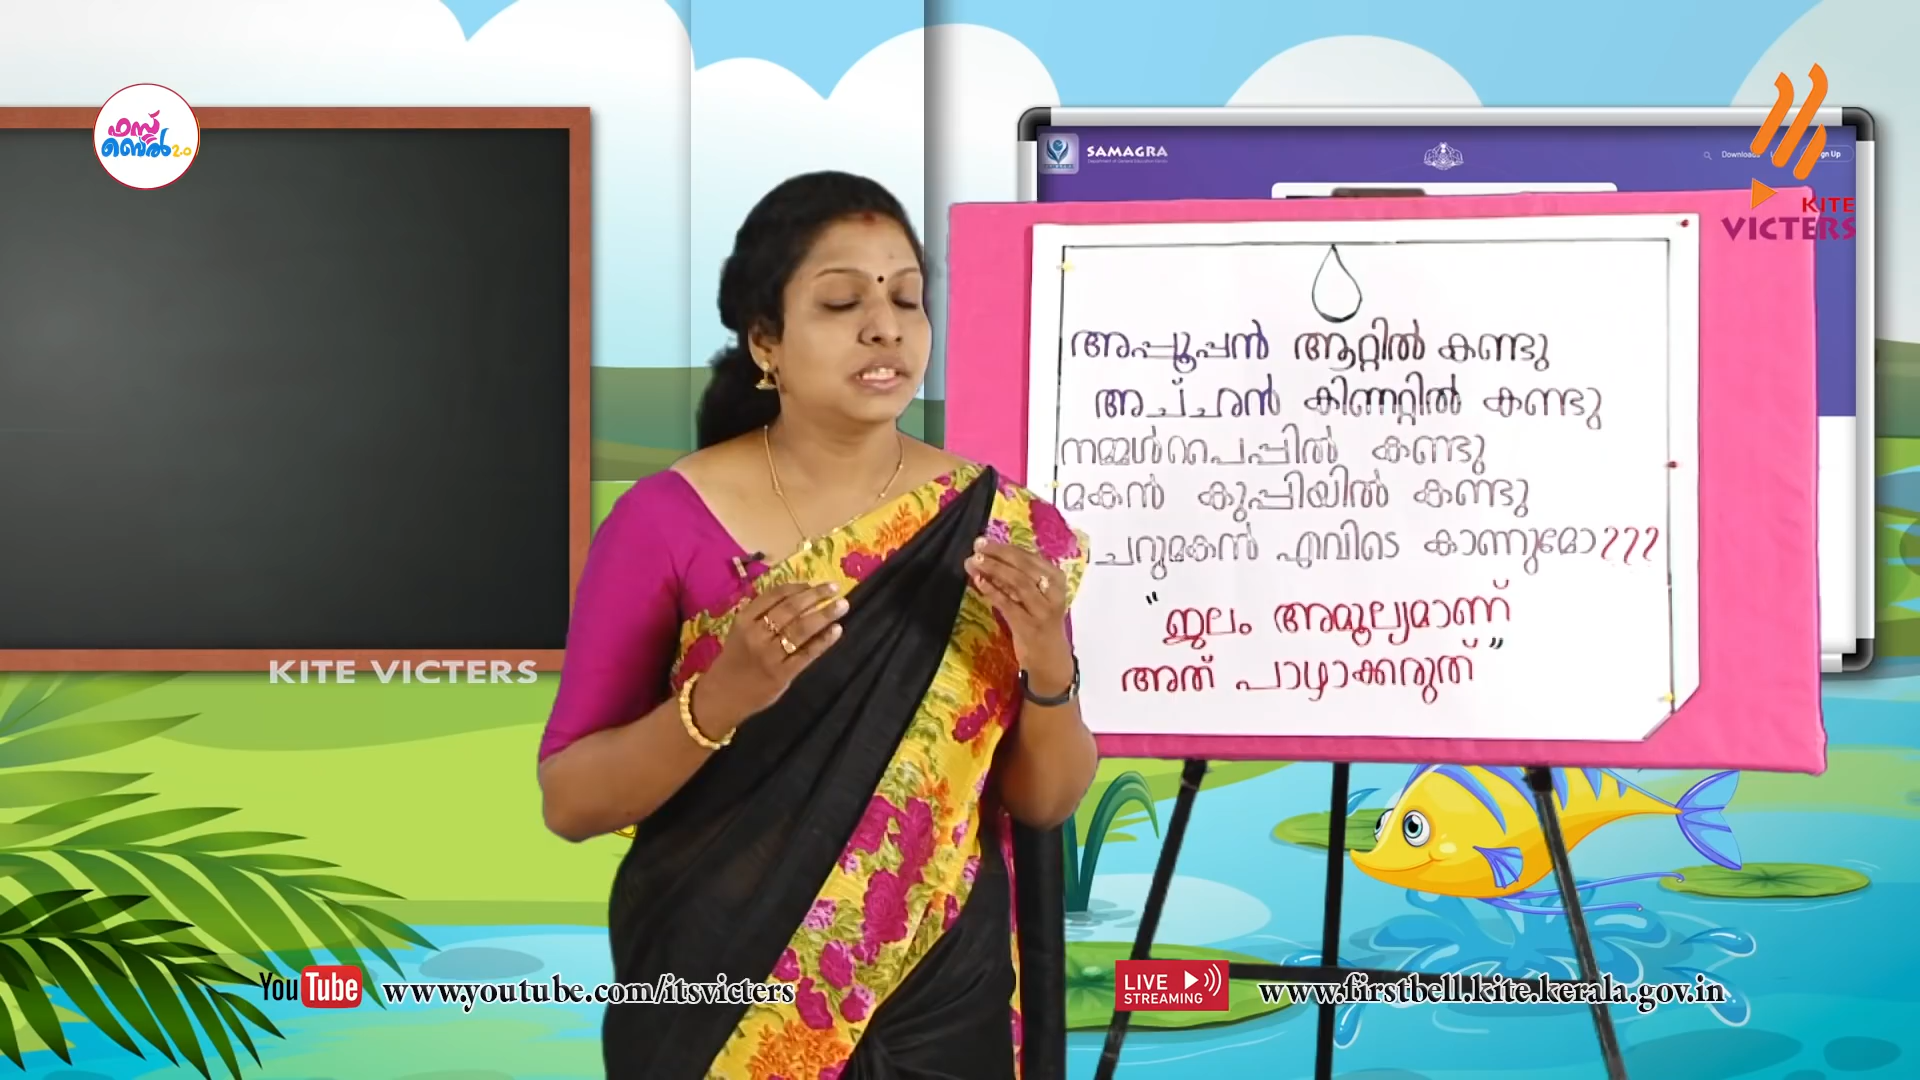 ഫസ്റ്റ്
ബെൽ 2.0
SAMAGRA
Sign Up
KITE
VICTERS
അപ്പൂപ്പൻ ആറ്റിൽ കണ്ടു
അച്ഛൻ കിണറ്റിൽ കണ്ടു
നമ്മൾ പൈപ്പിൽ കണ്ടു
മകൻ കുപ്പിയിൽ കണ്ടു
ചെറുമകൻ എവിടെ കാണുമോ???
"ജലം അമൂല്യമാണ്
അത് പാഴാക്കരുത്"
KITE VICTERS
YouTube www.youtube.com/itsvicters
LIVE
STREAMING
www.firstbell.kite.kerala.gov.in